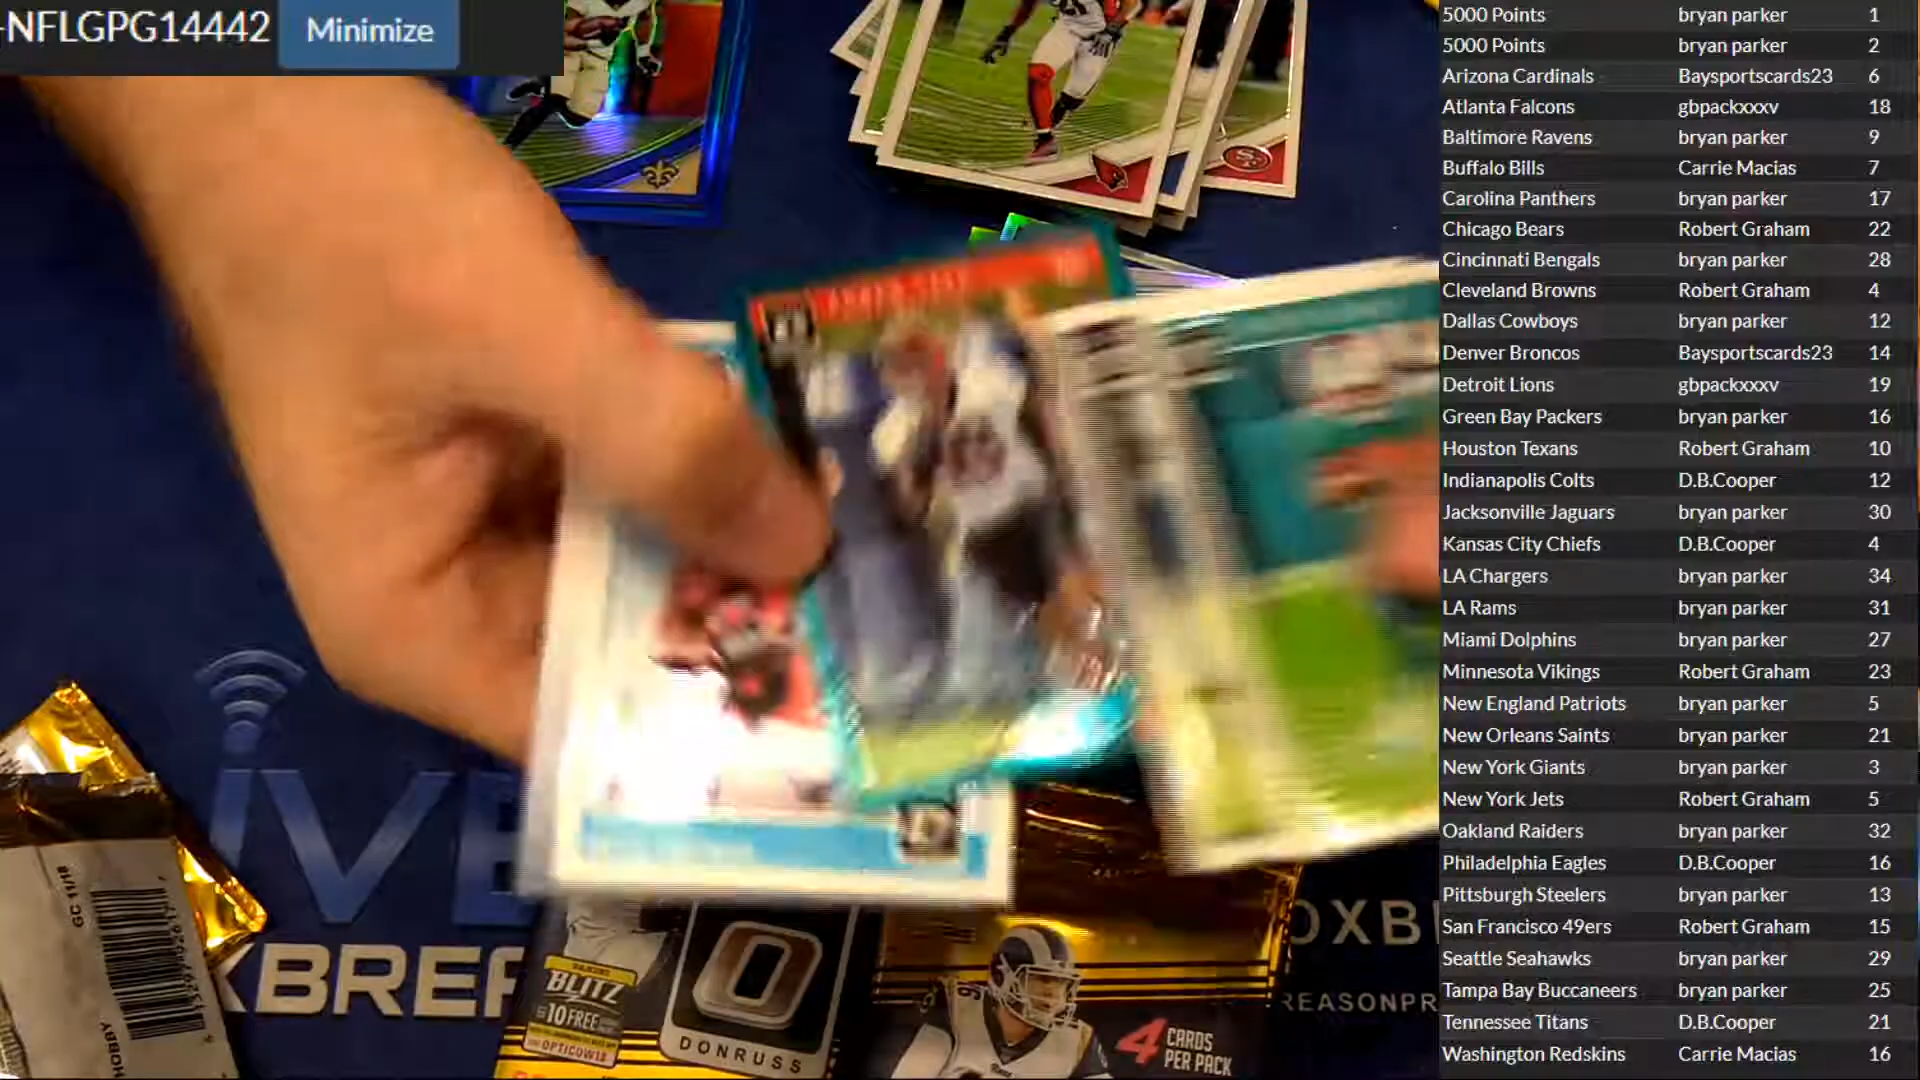 -NFLGPG14442 Minimize
5000 Points bryan parker 1
5000 Points bryan parker 2
Arizona Cardinals Baysportscards23 6
Atlanta Falcons gbpackxxxv 18
Baltimore Ravens bryan parker 9
Buffalo Bills Carrie Macias 7
Carolina Panthers bryan parker 17
Chicago Bears Robert Graham 22
Cincinnati Bengals bryan parker 28
Cleveland Browns Robert Graham 4
Dallas Cowboys bryan parker 12
Denver Broncos Baysportscards23 14
Detroit Lions gbpackxxxv 19
Green Bay Packers bryan parker 16
Houston Texans Robert Graham 10
Indianapolis Colts D.B.Cooper 12
Jacksonville Jaguars bryan parker 30
Kansas City Chiefs D.B.Cooper 4
LA Chargers bryan parker 34
LA Rams bryan parker 31
Miami Dolphins bryan parker 27
Minnesota Vikings Robert Graham 23
New England Patriots bryan parker 5
New Orleans Saints bryan parker 21
New York Giants bryan parker 3
New York Jets Robert Graham 5
Oakland Raiders bryan parker 32
Philadelphia Eagles D.B.Cooper 16
Pittsburgh Steelers bryan parker 13
San Francisco 49ers Robert Graham 15
Seattle Seahawks bryan parker 29
Tampa Bay Buccaneers bryan parker 25
Tennessee Titans D.B.Cooper 21
Washington Redskins Carrie Macias 16
IVE
XBREA
OXB
REASONPR
GC 11/18
HOBBY
PANINI
BLITZ
10 FREE
OPTICOW18
DONRUSS
4 CARDS
PER PACK